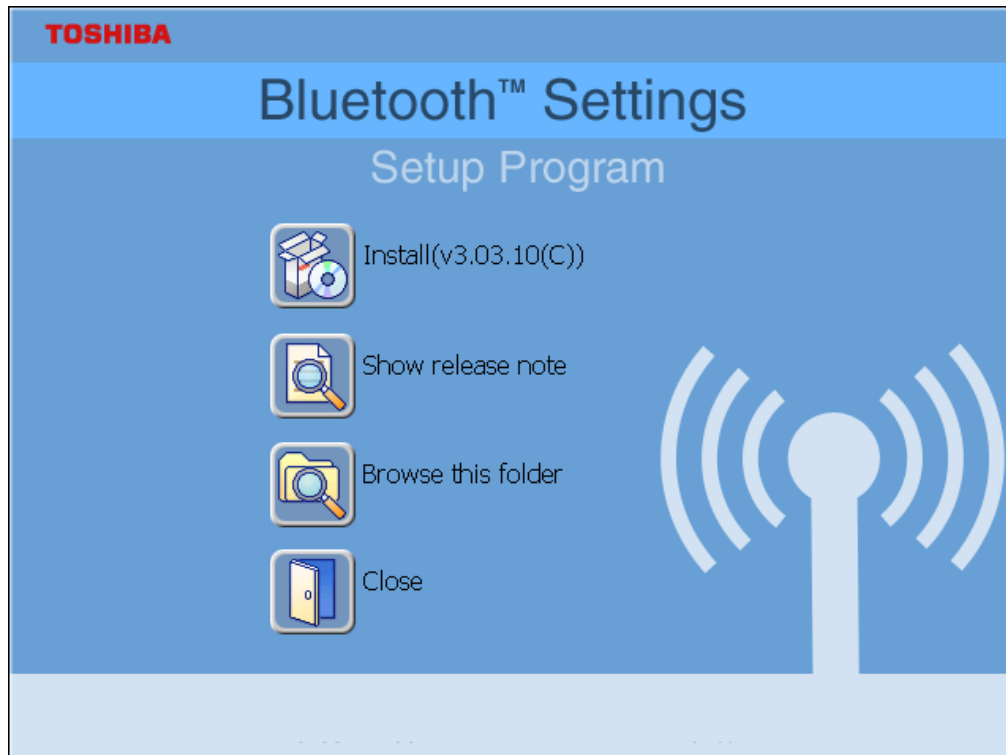 TOSHIBA
Bluetooth™ Settings
Setup Program
Install(v3.03.10(C))
Show release note
Browse this folder
Close